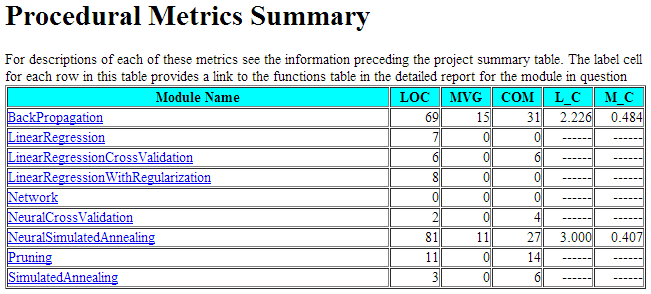 Procedural Metrics Summary
For descriptions of each of these metrics see the information preceding the project summary table. The label cell
for each row in this table provides a link to the functions table in the detailed report for the module in question
Module Name LOC MVG COM L_C M_C
BackPropagation 69 15 31 2.226 0.484
LinearRegression 7 0 0 ------ ------
LinearRegressionCrossValidation 6 0 6 ------ ------
LinearRegressionWithRegularization 8 0 0 ------ ------
Network 0 0 0 ------ ------
NeuralCrossValidation 2 0 4 ------ ------
NeuralSimulatedAnnealing 81 11 27 3.000 0.407
Pruning 11 0 14 ------ ------
SimulatedAnnealing 3 0 6 ------ ------